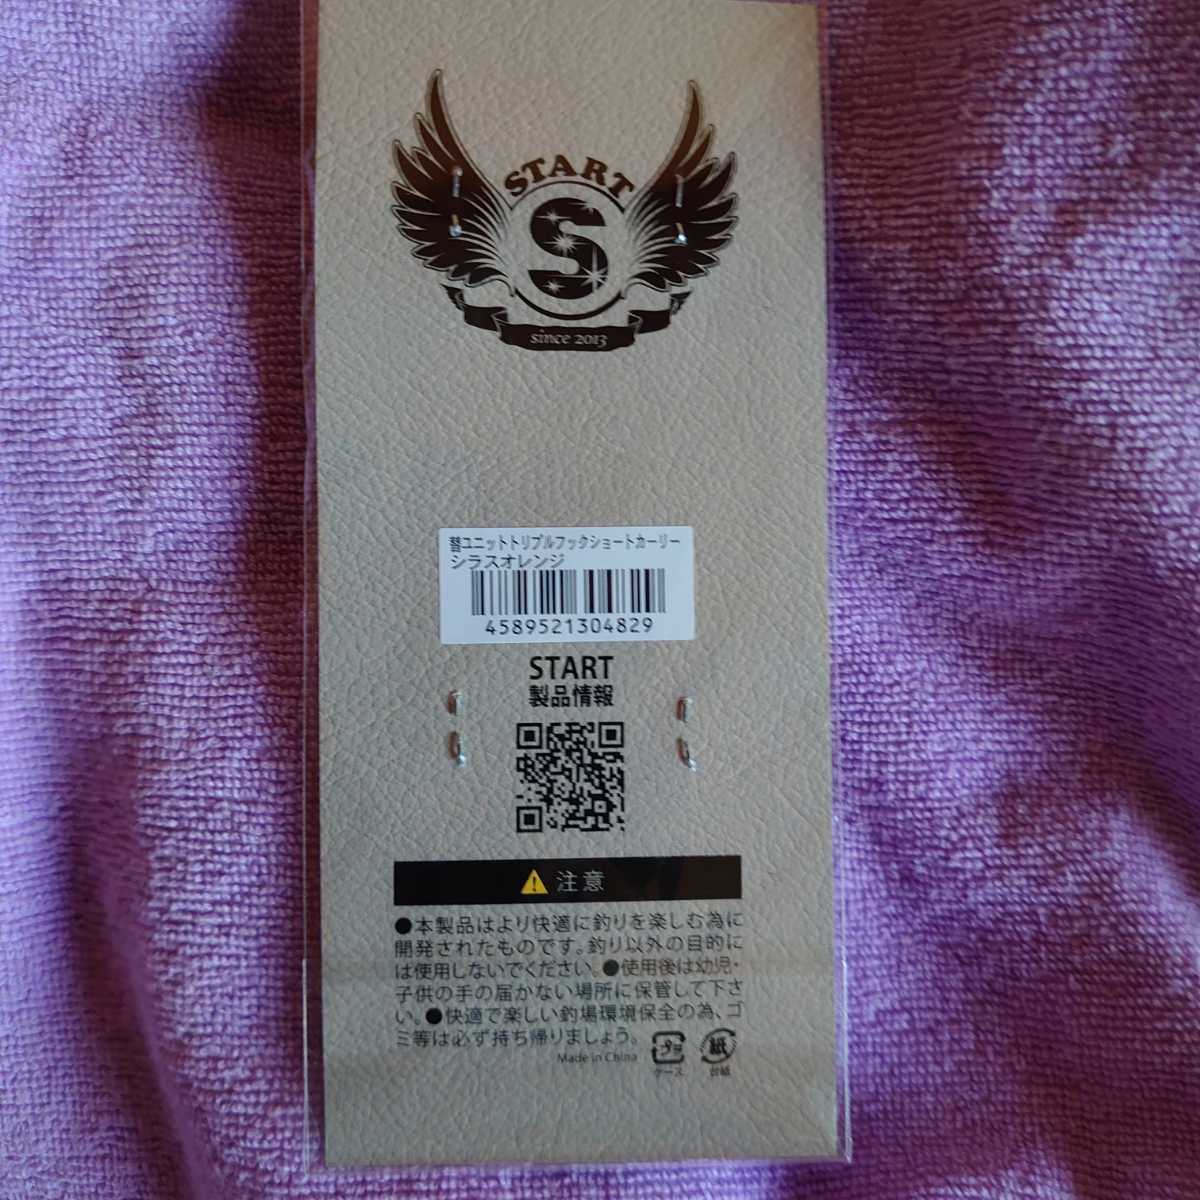 START
S
since 2013
替ユニットトリプルフックショートカーリー
シラスオレンジ
4589521304829
START
製品情報
注意
●本製品はより快適に釣りを楽しむ為に
開発されたものです。釣り以外の目的に
は使用しないでください。●使用後は幼児・
子供の手の届かない場所に保管して下さ
い。●快適で楽しい釣場環境保全の為、ゴ
ミ等は必ず持ち帰りましょう。
Made in China
プラ
ケース
紙
台紙